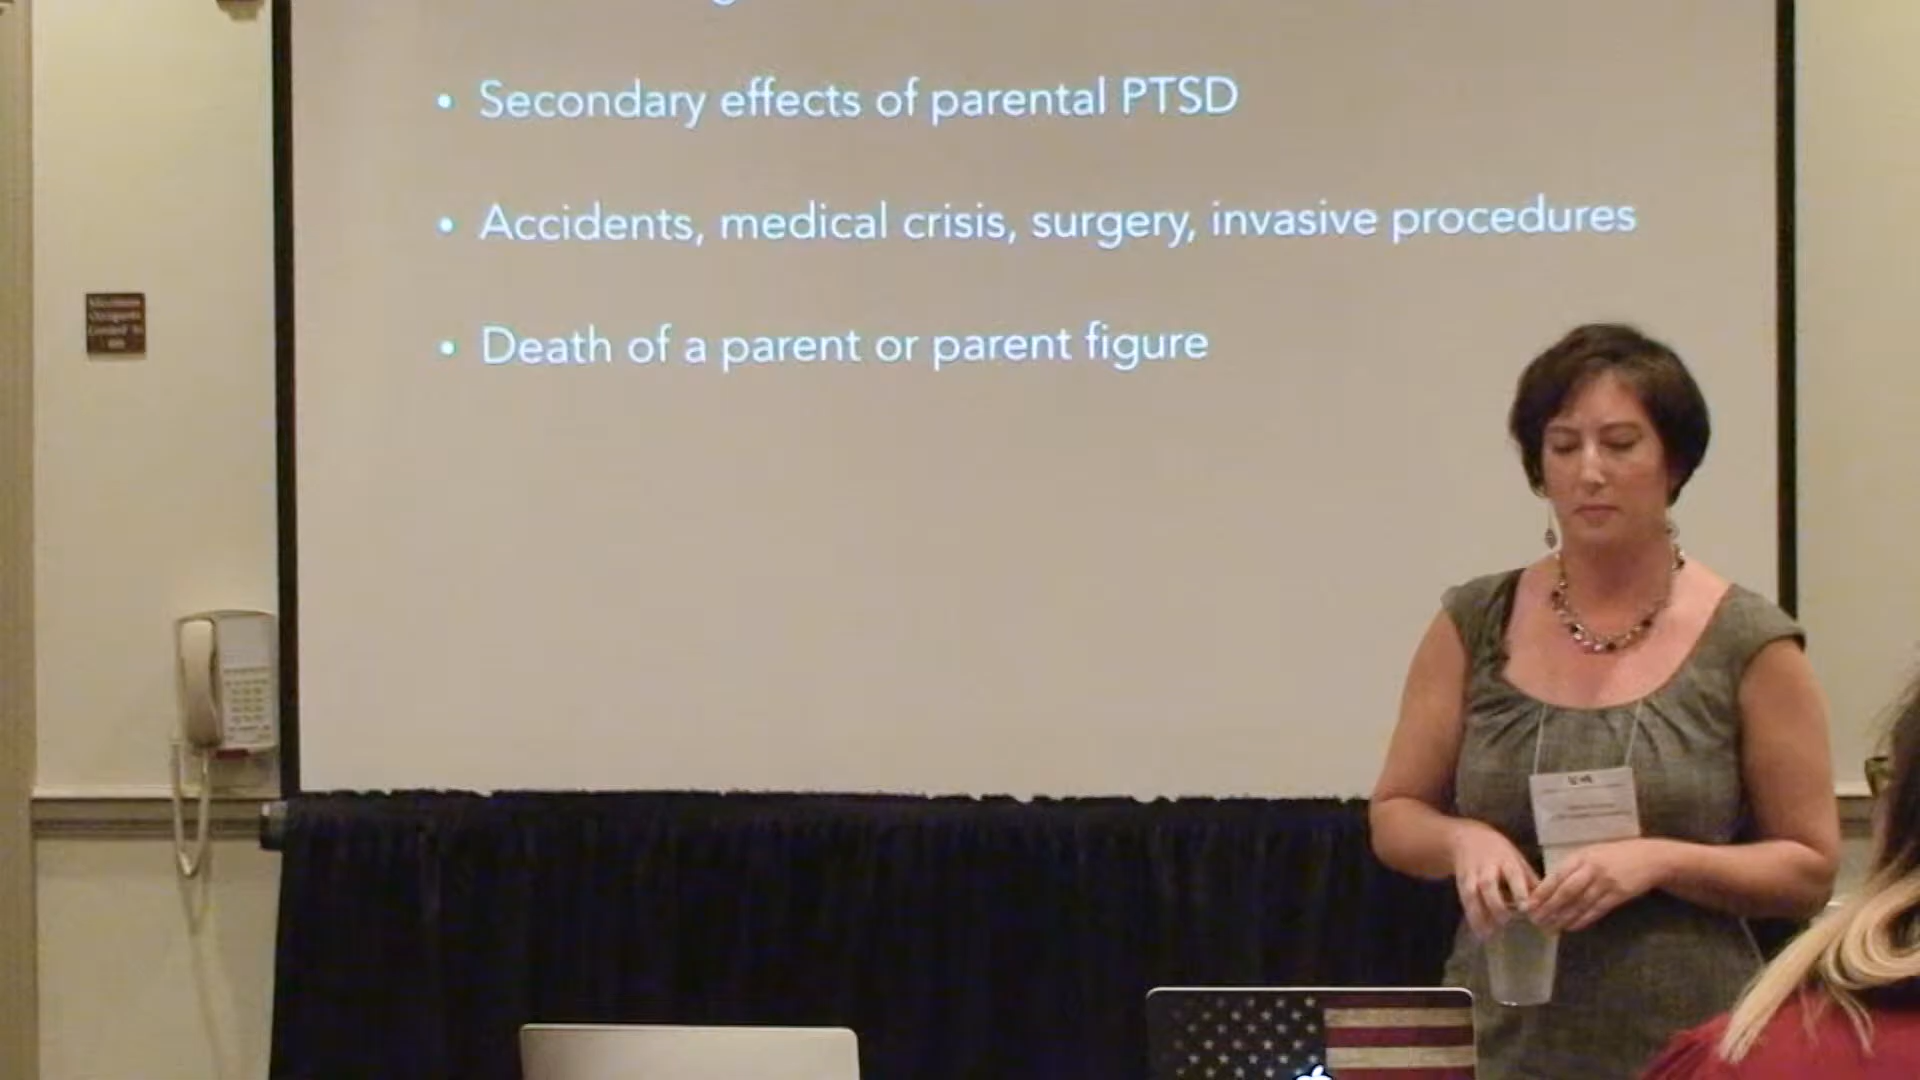 • Secondary effects of parental PTSD
• Accidents, medical crisis, surgery, invasive procedures
• Death of a parent or parent figure